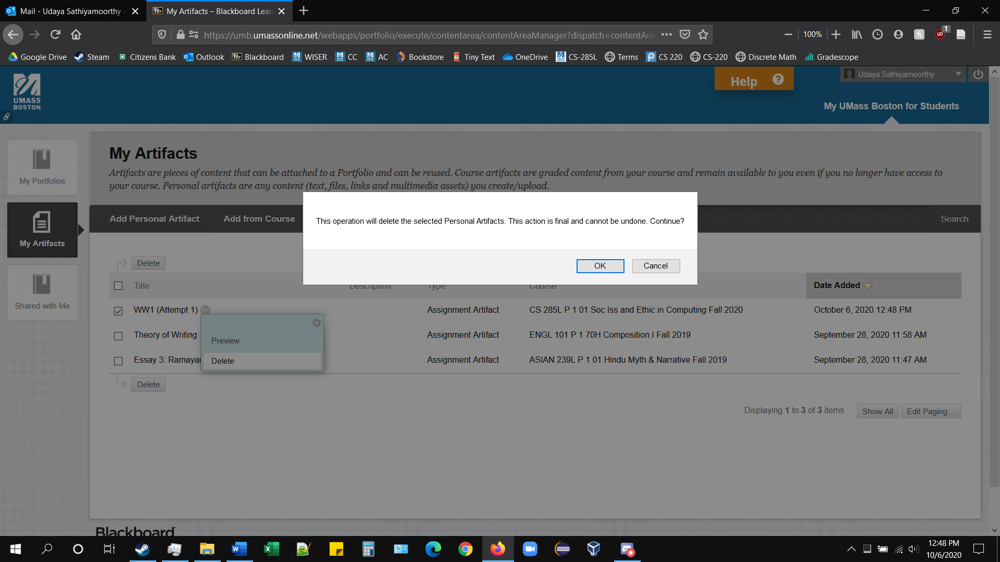 Mail - Udaya Sathiyamoorthy -
My Artifacts – Blackboard Lear
https://umb.umassonline.net/webapps/portfolio/execute/contentarea/contentAreaManager?dispatch=contentAre
100%
1
Google Drive
Steam
Citizens Bank
Outlook
Bb Blackboard
WISER
CC
AC
Bookstore
Tiny Text
OneDrive
CS-285L
Terms
CS 220
CS-220
Discrete Math
Gradescope
UMASS
BOSTON
Help ?
Udaya Sathiyamoorthy
My UMass Boston for Students
My Portfolios
My Artifacts
Shared with Me
My Artifacts
Artifacts are pieces of content that can be attached to a Portfolio and can be reused. Course artifacts are graded content from your course and remain available to you even if you no longer have access to
your course. Personal artifacts are any content (text, files, links and multimedia assets) you create/upload.
Add Personal Artifact
Add from Course
Search
This operation will delete the selected Personal Artifacts. This action is final and cannot be undone. Continue?
OK
Cancel
Delete
Title
Description
Type
Course
Date Added
WW1 (Attempt 1)
Assignment Artifact
CS 285L P 1 01 Soc Iss and Ethic in Computing Fall 2020
October 6, 2020 12:48 PM
Theory of Writing -
Assignment Artifact
ENGL 101 P 1 70H Composition I Fall 2019
September 28, 2020 11:58 AM
Essay 3: Ramaya
Assignment Artifact
ASIAN 239L P 1 01 Hindu Myth & Narrative Fall 2019
September 28, 2020 11:47 AM
Preview
Delete
Delete
Displaying 1 to 3 of 3 items
Show All
Edit Paging...
Blackboard
12:48 PM
10/6/2020